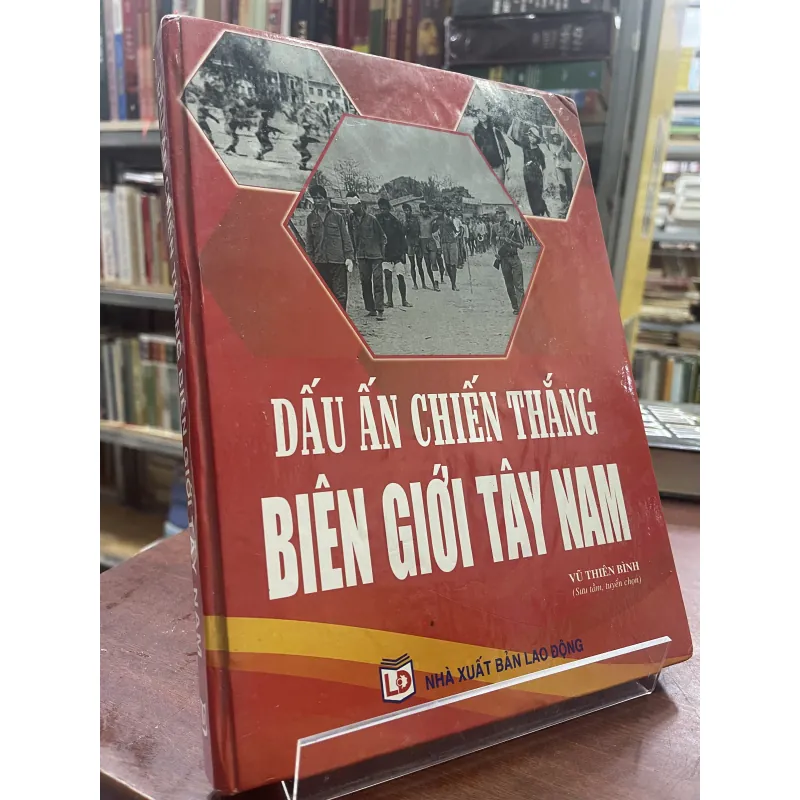 DẤU ẤN CHIẾN THẮNG
BIÊN GIỚI TÂY NAM
VŨ THIÊN BÌNH
(Sưu tầm, tuyển chọn)
LĐ
NHÀ XUẤT BẢN LAO ĐỘNG